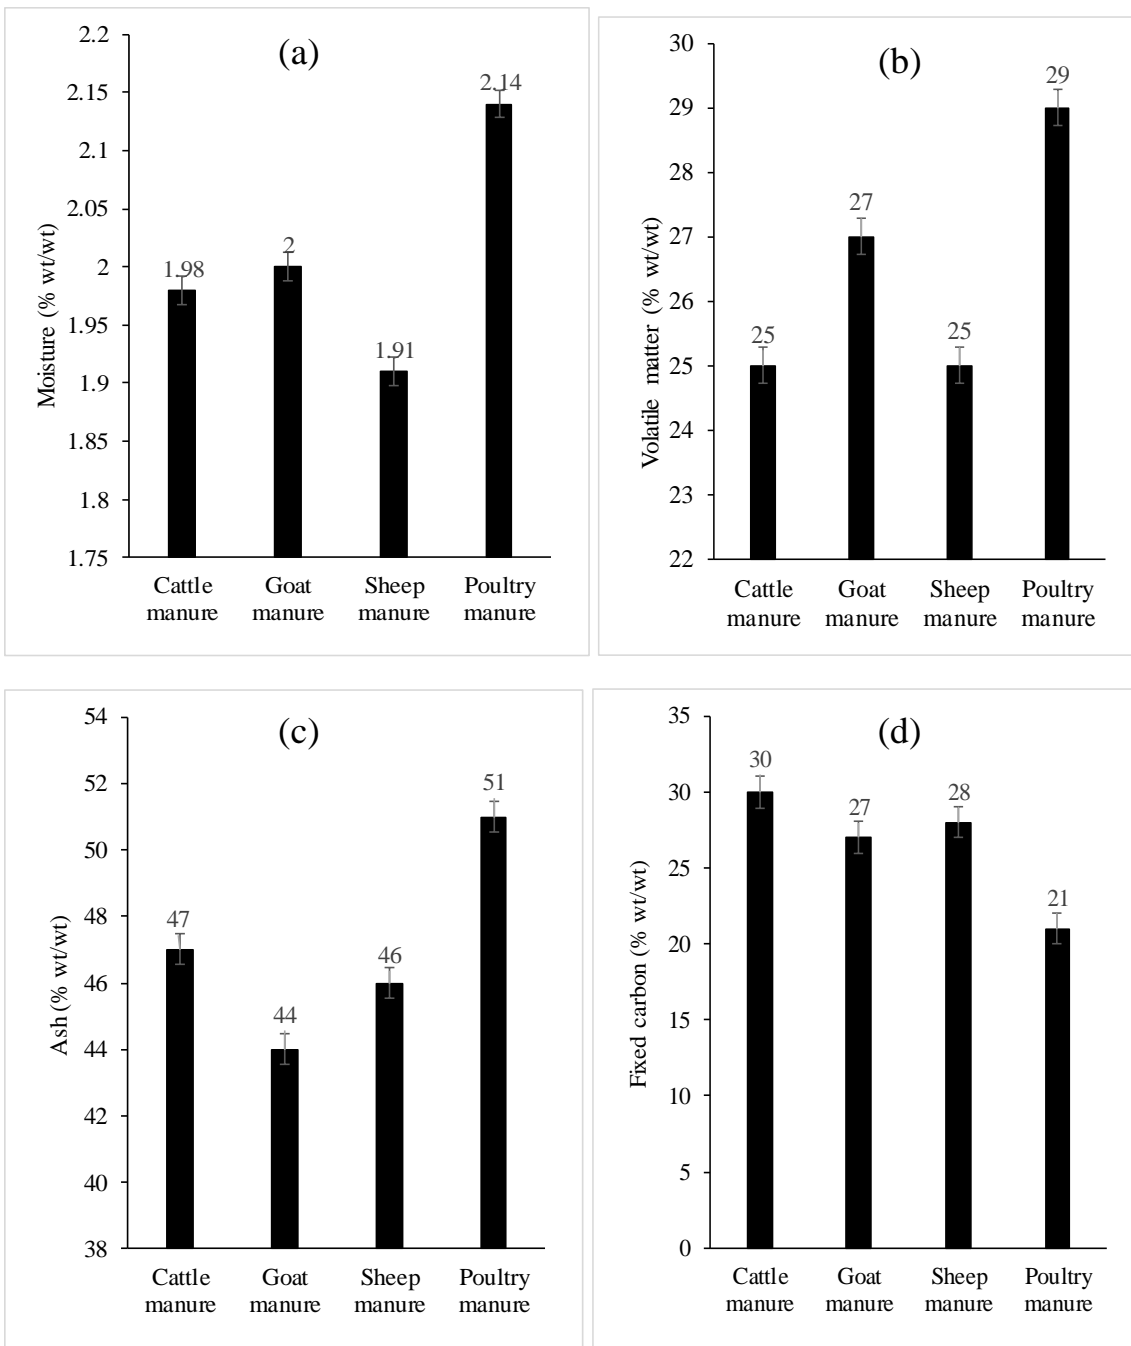 (a)
Moisture (% wt/wt)
2.2
2.15
2.1
2.05
2
1.95
1.9
1.85
1.8
1.75
1.98
2
1.91
2.14
Cattle manure
Goat manure
Sheep manure
Poultry manure
(b)
Volatile matter (% wt/wt)
30
29
28
27
26
25
24
23
22
25
27
25
29
Cattle manure
Goat manure
Sheep manure
Poultry manure
(c)
Ash (% wt/wt)
54
52
50
48
46
44
42
40
38
47
44
46
51
Cattle manure
Goat manure
Sheep manure
Poultry manure
(d)
Fixed carbon (% wt/wt)
35
30
25
20
15
10
5
0
30
27
28
21
Cattle manure
Goat manure
Sheep manure
Poultry manure